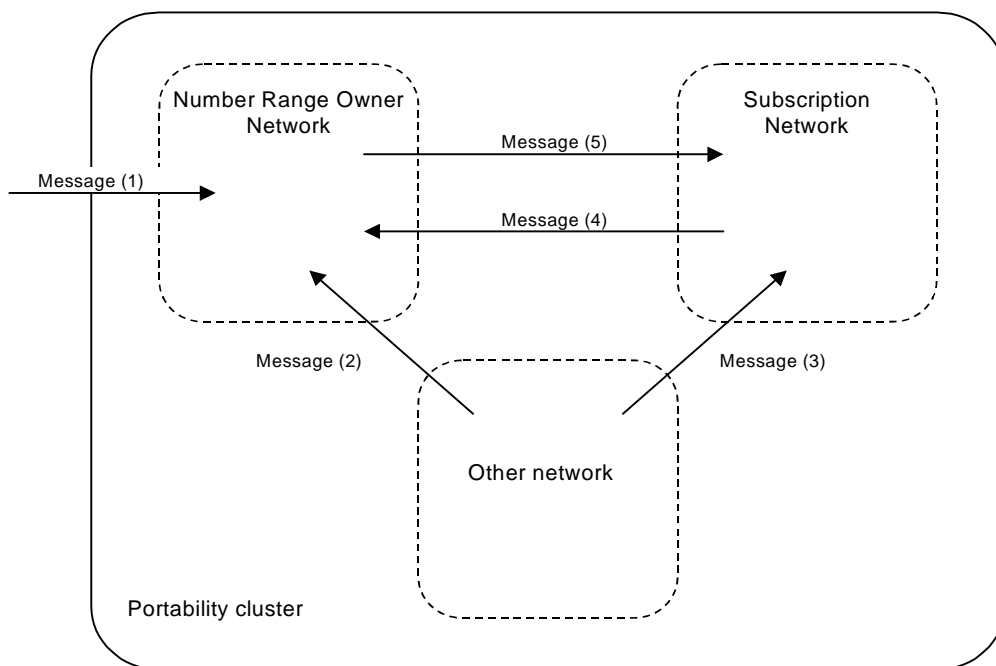 Number Range Owner
Network
Subscription
Network
Message (5)
Message (1)
Message (4)
Message (2)
Message (3)
Other network
Portability cluster